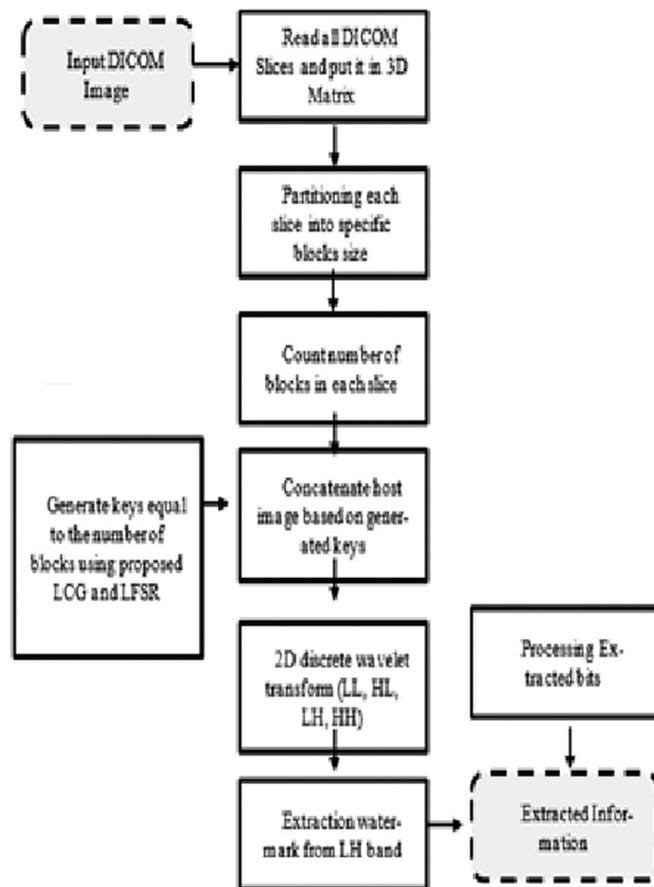 Input DICOM
Image
Read all DICOM
Slices and put it in 3D
Matrix
Partitioning each
slice into specific
blocks size
Count number of
blocks in each slice
Generate keys equal
to the number of
blocks using proposed
LCG and LFSR
Concatenate host
image based on gener-
ated keys
2D discrete wavelet
transform (LL, HL,
LH, HH)
Processing Ex-
tracted bits
Extraction water-
mark from LH band
Extracted Infor-
mation